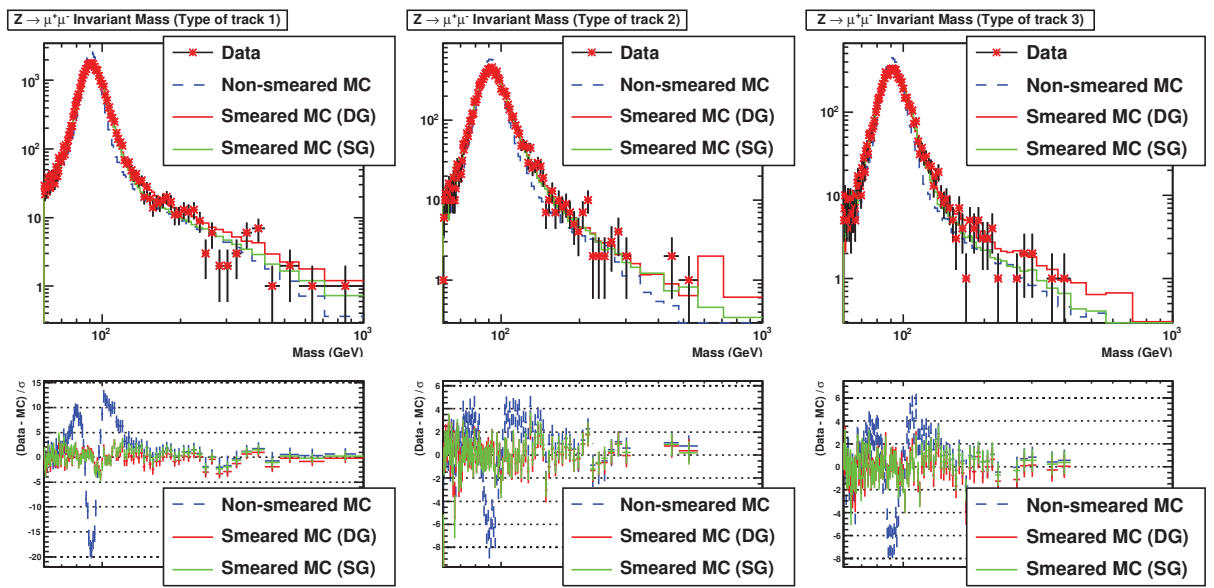 Z → μ⁺μ⁻ Invariant Mass (Type of track 1)
Data
Non-smeared MC
Smeared MC (DG)
Smeared MC (SG)
10³
10²
10
1
10²
10³
Mass (GeV)
Z → μ⁺μ⁻ Invariant Mass (Type of track 2)
Data
Non-smeared MC
Smeared MC (DG)
Smeared MC (SG)
10²
10
1
10²
10³
Mass (GeV)
Z → μ⁺μ⁻ Invariant Mass (Type of track 3)
Data
Non-smeared MC
Smeared MC (DG)
Smeared MC (SG)
10²
10
1
10²
10³
Mass (GeV)
(Data - MC) / σ
15
10
5
0
-5
-10
-15
-20
Non-smeared MC
Smeared MC (DG)
Smeared MC (SG)
(Data - MC) / σ
6
4
2
0
-2
-4
-6
-8
Non-smeared MC
Smeared MC (DG)
Smeared MC (SG)
(Data - MC) / σ
6
4
2
0
-2
-4
-6
-8
Non-smeared MC
Smeared MC (DG)
Smeared MC (SG)